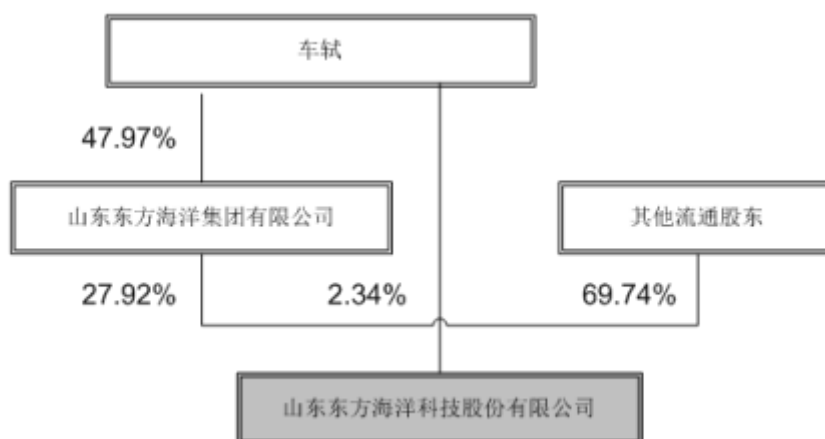 车轼
47.97%
山东东方海洋集团有限公司
其他流通股东
27.92%
2.34%
69.74%
山东东方海洋科技股份有限公司